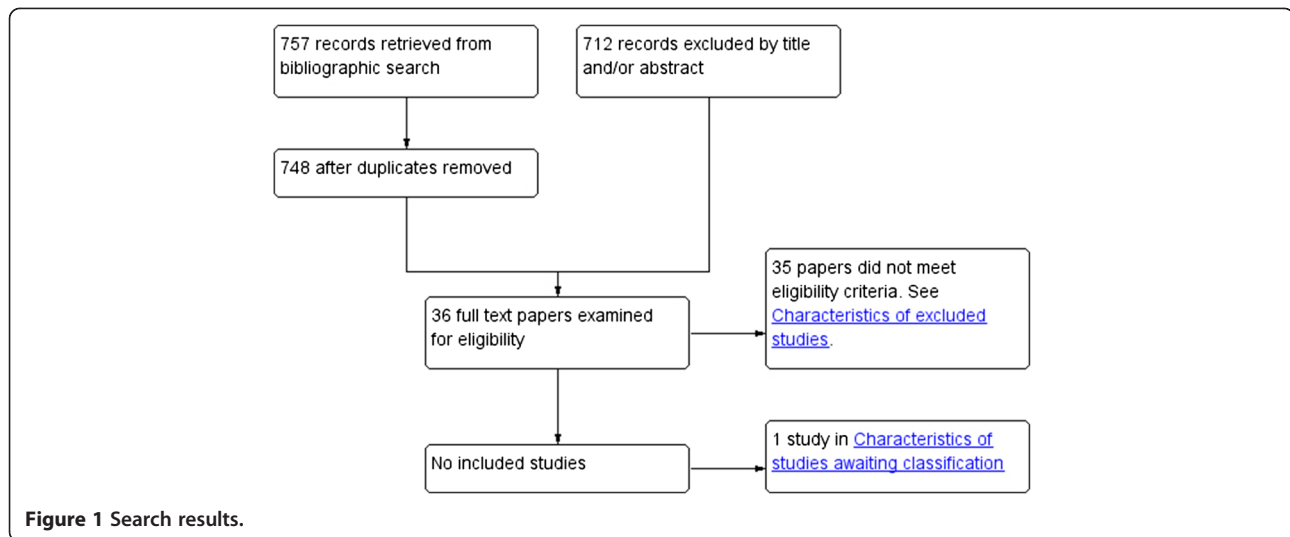 757 records retrieved from
bibliographic search
712 records excluded by title
and/or abstract
748 after duplicates removed
35 papers did not meet
eligibility criteria. See
Characteristics of excluded
studies.
36 full text papers examined
for eligibility
No included studies
1 study in Characteristics of
studies awaiting classification
Figure 1 Search results.